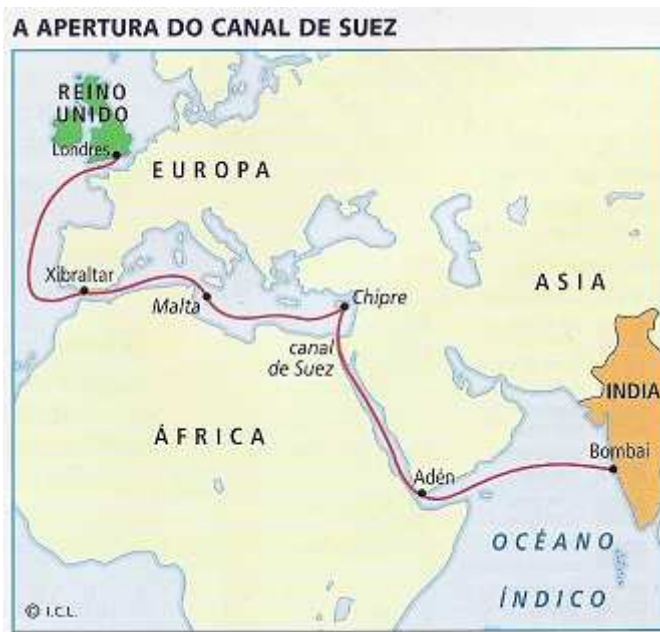 A APERTURA DO CANAL DE SUEZ
REINO
UNIDO
Londres
EUROPA
Xibraltar
Malta
Chipre
ASIA
canal
de Suez
INDIA
ÁFRICA
Adén
Bombai
OCÉANO
ÍNDICO
© I.C.L.